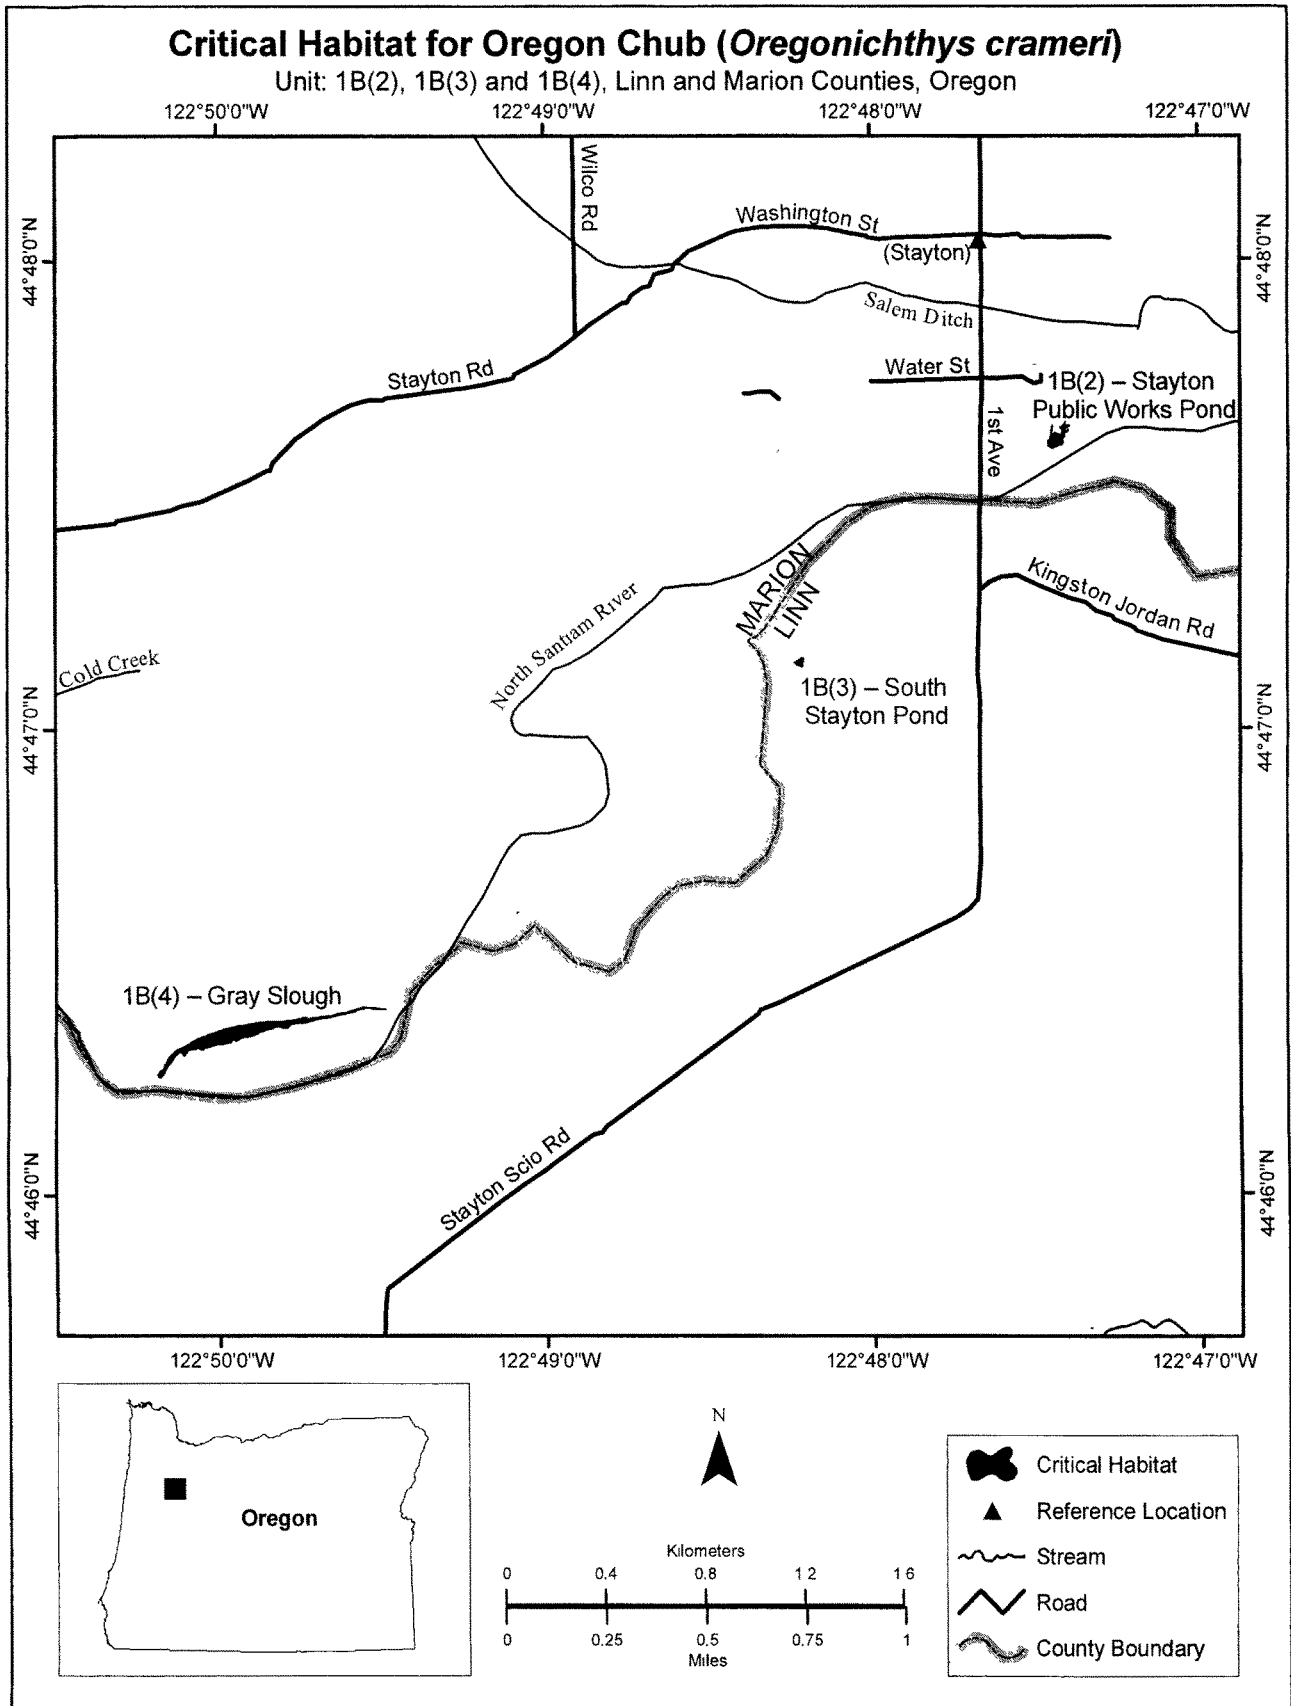 Critical Habitat for Oregon Chub (Oregonichthys crameri)
Unit: 1B(2), 1B(3) and 1B(4), Linn and Marion Counties, Oregon
122°50'0"W
122°49'0"W
122°48'0"W
122°47'0"W
Wilco Rd
Washington St
(Stayton)
44°48'0"N
44°48'0"N
Salem Ditch
Stayton Rd
Water St
1B(2) – Stayton
Public Works Pond
1st Ave
MARION
LINN
Kingston Jordan Rd
North Santiam River
Cold Creek
1B(3) – South
Stayton Pond
44°47'0"N
44°47'0"N
1B(4) – Gray Slough
Stayton Scio Rd
44°46'0"N
44°46'0"N
122°50'0"W
122°49'0"W
122°48'0"W
122°47'0"W
Oregon
N
Kilometers
0 0.4 0.8 1 2 1 6
0 0.25 0.5 0.75 1
Miles
Critical Habitat
Reference Location
Stream
Road
County Boundary